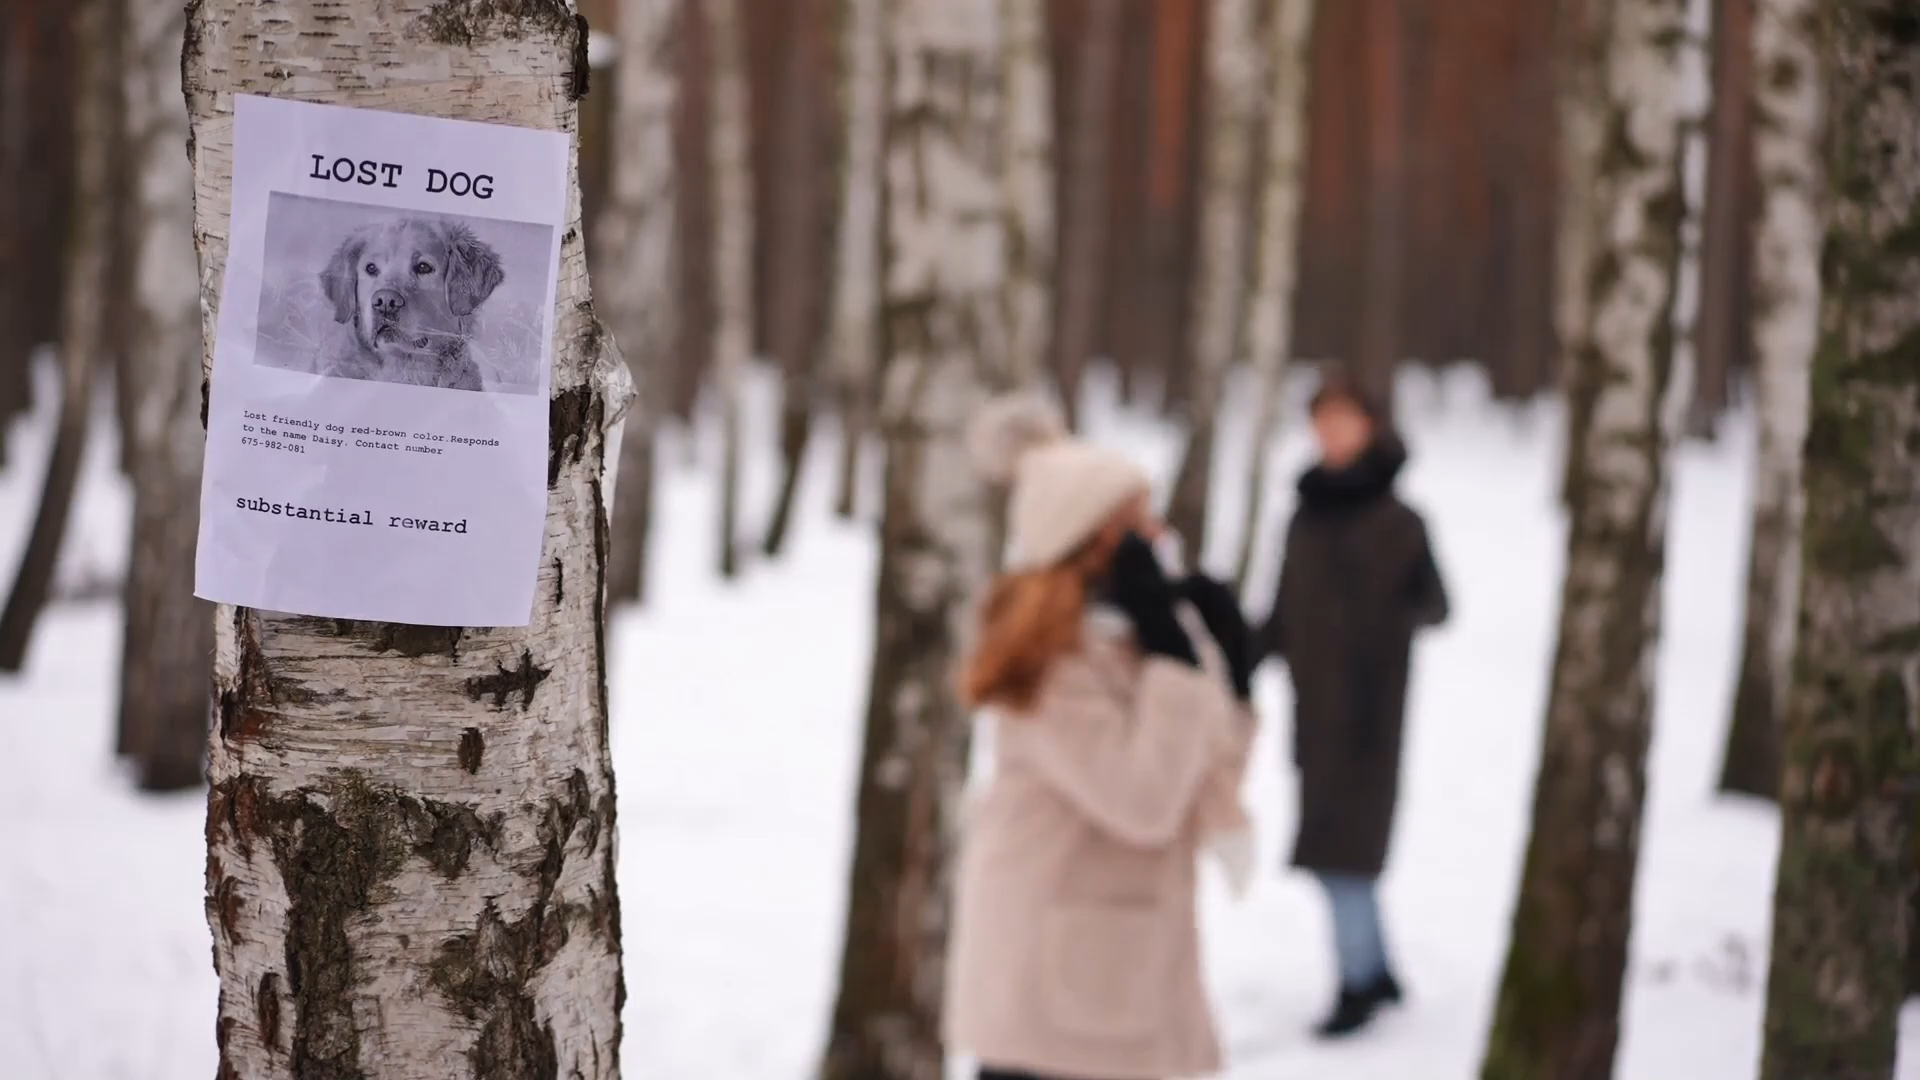 LOST DOG
Lost friendly dog red-brown color.Responds
to the name Daisy. Contact number
675-982-081
substantial reward